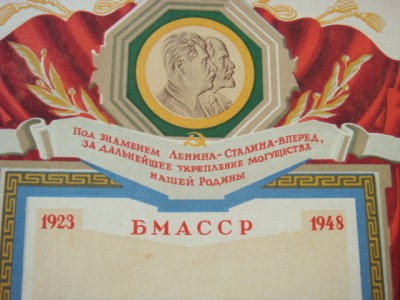 Под знаменем Ленина-Сталина-вперед,
за дальнейшее укрепление могущества
нашей Родины
1923 БМАССР 1948